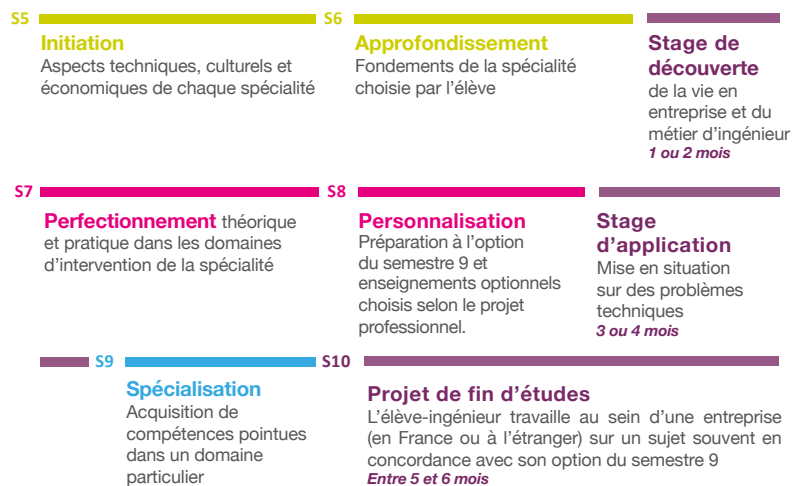 S5
S6
Initiation
Aspects techniques, culturels et
économiques de chaque spécialité
Approfondissement
Fondements de la spécialité
choisie par l’élève
Stage de
découverte
de la vie en
entreprise et du
métier d’ingénieur
1 ou 2 mois
S7
S8
Perfectionnement théorique
et pratique dans les domaines
d’intervention de la spécialité
Personnalisation
Préparation à l’option
du semestre 9 et
enseignements optionnels
choisis selon le projet
professionnel.
Stage
d’application
Mise en situation
sur des problèmes
techniques
3 ou 4 mois
S9
S10
Spécialisation
Acquisition de
compétences pointues
dans un domaine
particulier
Projet de fin d’études
L’élève-ingénieur travaille au sein d’une entreprise
(en France ou à l’étranger) sur un sujet souvent en
concordance avec son option du semestre 9
Entre 5 et 6 mois